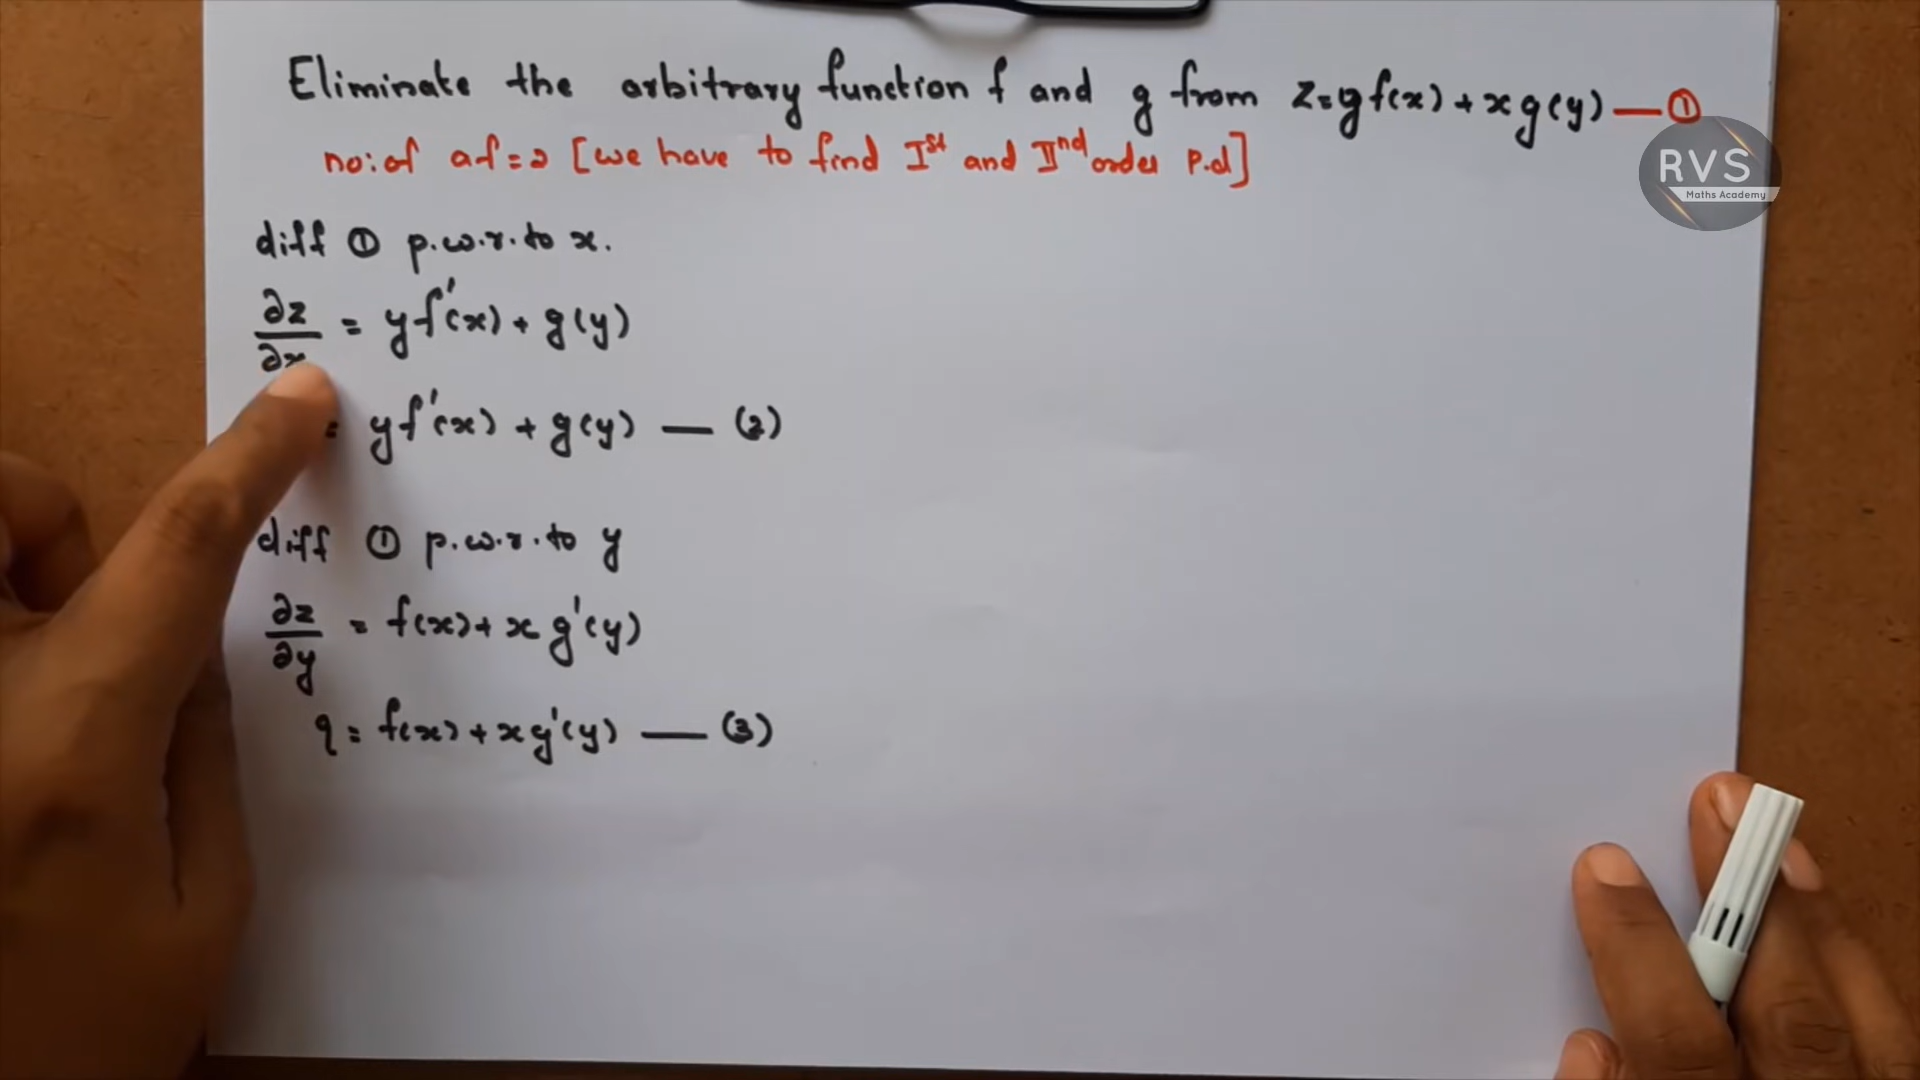 Eliminate the arbitrary function f and g from z=yf(x)+xg(y) — ①
no: of af=2 [we have to find Iˢᵗ and IIⁿᵈ order p.d]
RVS
Maths Academy
diff ① p.w.r.to x.
∂z/∂x = yf'(x) + g(y)
= yf'(x) + g(y) — (2)
diff ① p.w.r.to y
∂z/∂y = f(x)+ x g'(y)
q = f(x)+xg'(y) — (3)